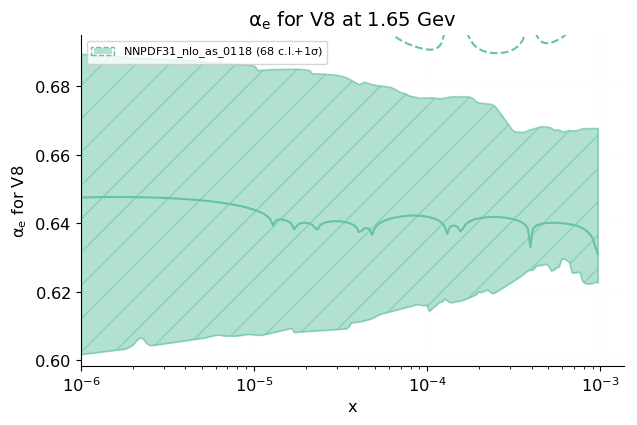 αe for V8 at 1.65 Gev
NNPDF31_nlo_as_0118 (68 c.l.+1σ)
0.68
0.66
0.64
0.62
0.60
αe for V8
10⁻⁶
10⁻⁵
10⁻⁴
10⁻³
x